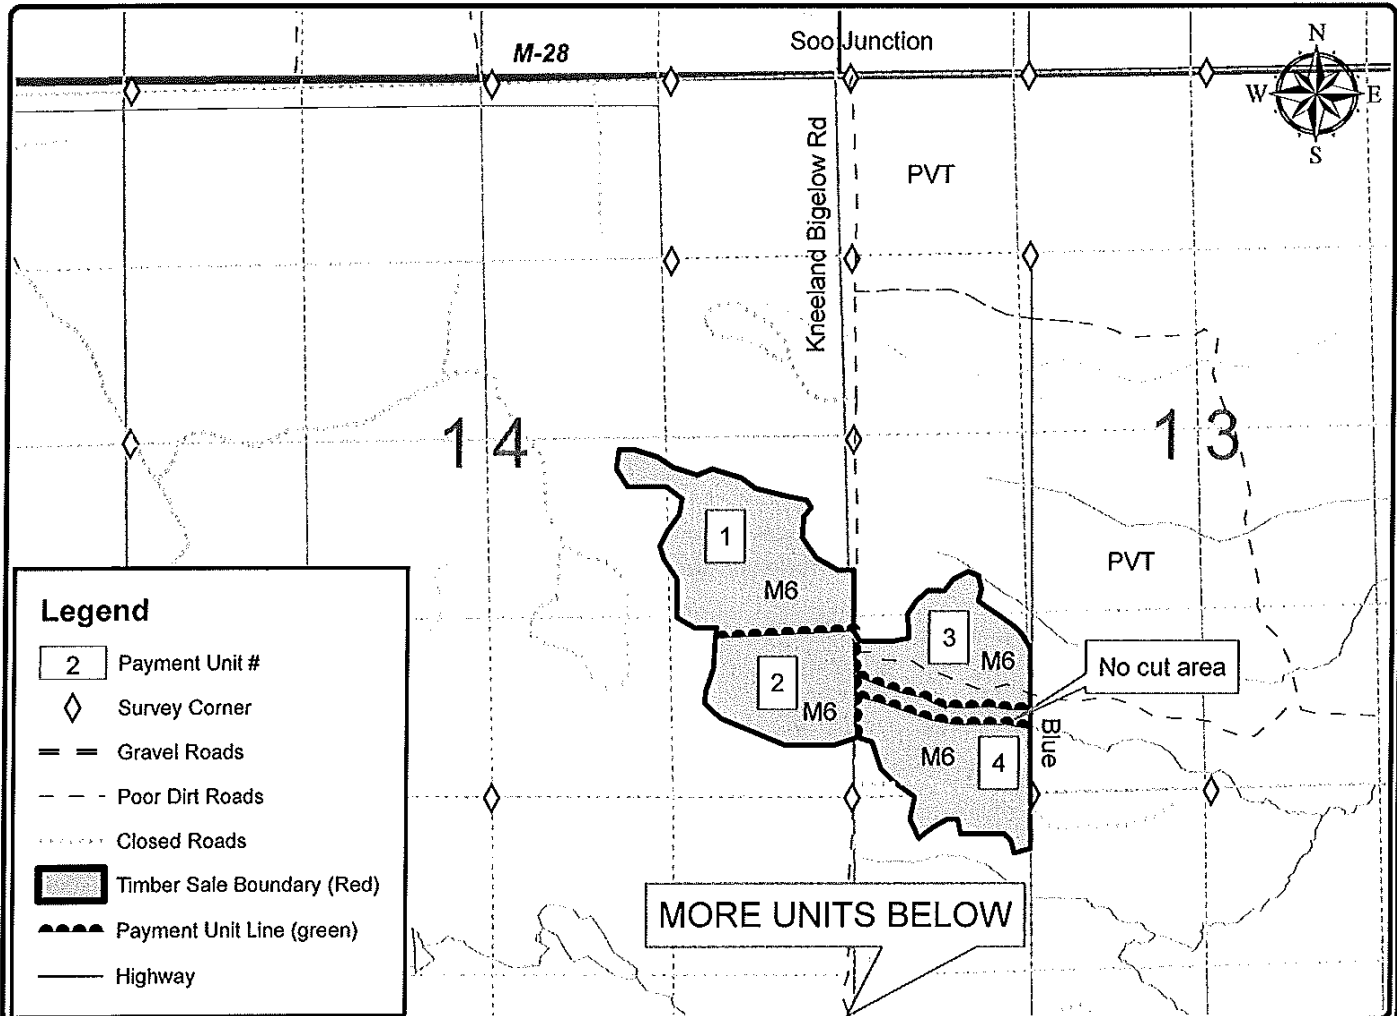 Soo Junction
M-28
N
W
E
S
Kneeland Bigelow Rd
PVT
14
13
1
M6
PVT
3
M6
No cut area
2
M6
Blue
M6
4
MORE UNITS BELOW
Legend
2 Payment Unit #
Survey Corner
Gravel Roads
Poor Dirt Roads
Closed Roads
Timber Sale Boundary (Red)
Payment Unit Line (green)
Highway